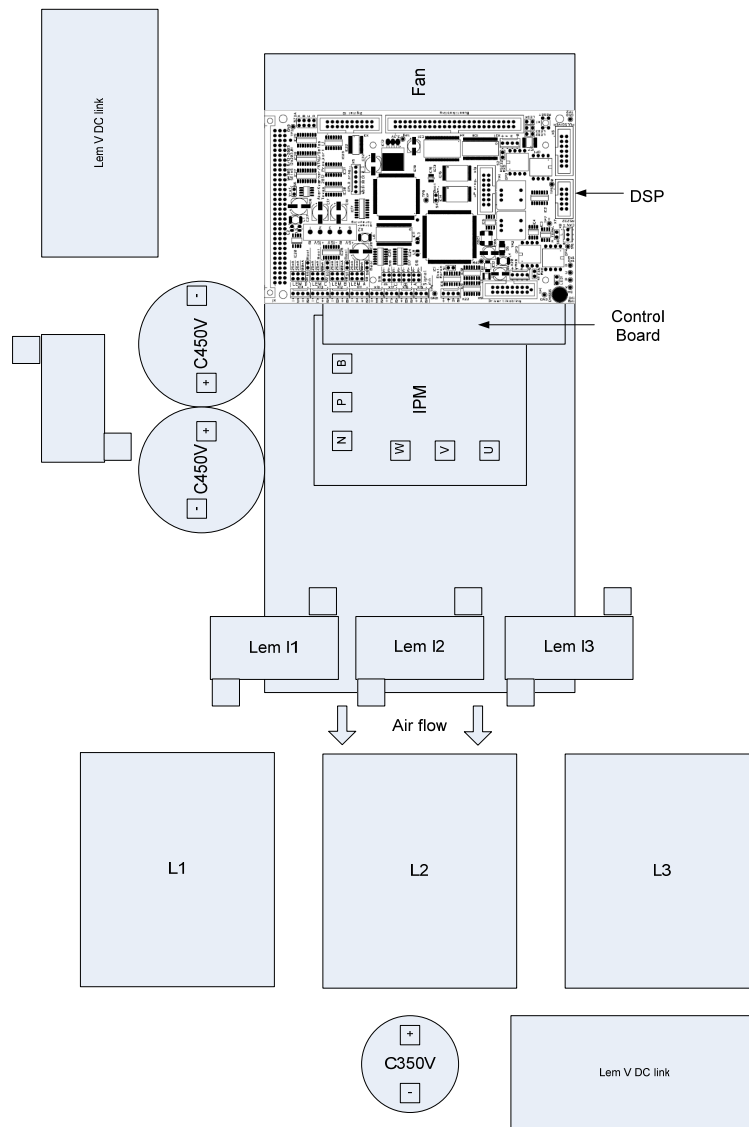 Lem V DC link
Fan
DSP
Control
Board
-
C450V
+
+
C450V
-
B
P
N
IPM
W
V
U
Lem I1
Lem I2
Lem I3
Air flow
L1
L2
L3
+
C350V
-
Lem V DC link